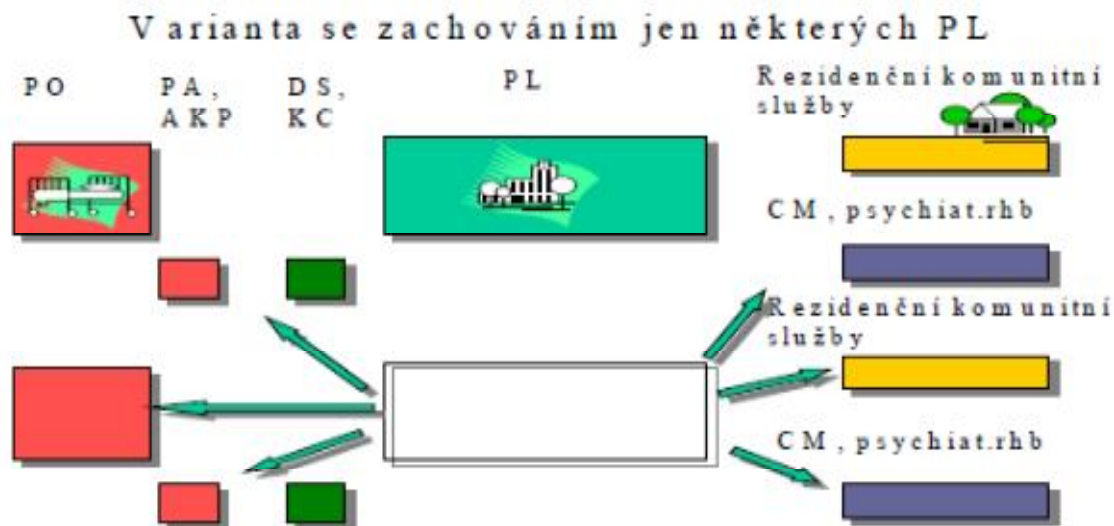 Varianta se zachováním jen některých PL
PO
PA,
AKP
DS,
KC
PL
Rezidenční komunitní
služby
CM, psychiat.rhb
Rezidenční komunitní
služby
CM, psychiat.rhb